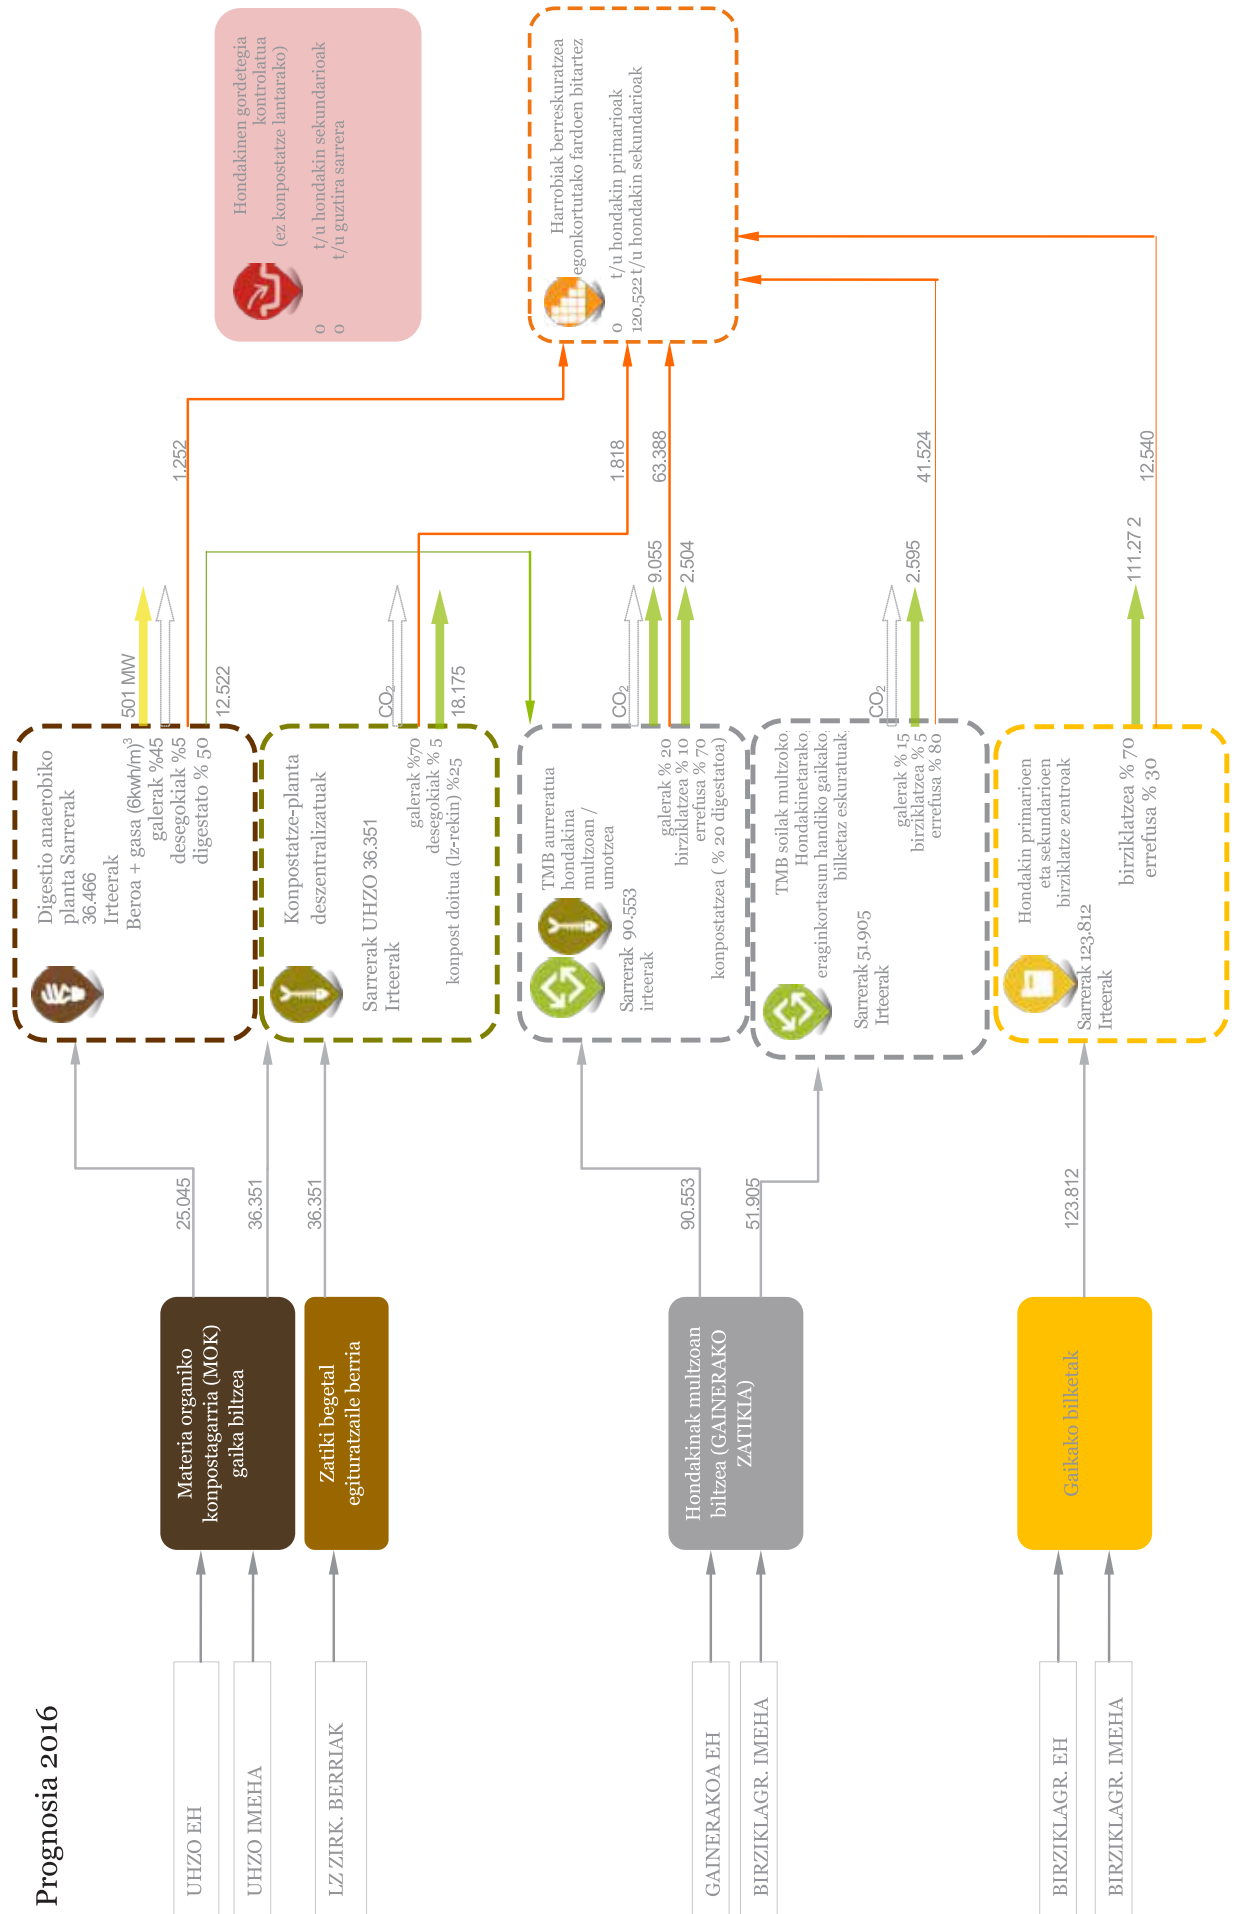 Prognosia 2016
UHZO EH
UHZO IMEHA
LZ ZIRK. BERRIAK
GAINERAKOA EH
BIRZIKLAGR. IMEHA
BIRZIKLAGR. EH
BIRZIKLAGR. IMEHA
Materia organiko
konpostagarria (MOK)
gaika biltzea
Zatiki begetal
egituratzaile berria
Hondakinak multzoan
biltzea (GAINERAKO
ZATIKIA)
Gaikako bilketak
25.045
36.351
36.351
90.553
51.905
123.812
Digestio anaerobiko
planta Sarrerak
36.466
Irteerak
Beroa + gasa (6kwh/m)³
galerak %45
desegokiak %5
digestato % 50
Konpostatze-planta
deszentralizatuak
Sarrerak UHZO 36.351
Irteerak
galerak %70
desegokiak % 5
konpost doitua (lz-rekin) %25
TMB aurreratua
hondakina
multzoan /
umotzea
Sarrerak 90.553
irteerak
galerak % 20
birziklatzea % 10
errefusa % 70
konpostatzea ( % 20 digestatoa)
TMB soilak multzoko
Hondakinetarako
eraginkortasun handiko gaikako
bilketaz eskuratuak
Sarrerak 51.905
Irteerak
galerak % 15
birziklatzea % 5
errefusa % 80
Hondakin primarioen
eta sekundarioen
birziklatze zentroak
Sarrerak 123.812
Irteerak
birziklatzea % 70
errefusa % 30
501 MW
12.522
CO₂
18.175
CO₂
9.055
2.504
CO₂
2.595
111.27 2
1.252
1.818
63.388
41.524
12.540
Hondakinen gordetegia
kontrolatua
(ez konpostatze lantarako)
0 t/u hondakin sekundarioak
0 t/u guztira sarrera
Harrobiak berreskuratzea
egonkortutako fardoen bitartez
0 t/u hondakin primarioak
120.522 t/u hondakin sekundarioak